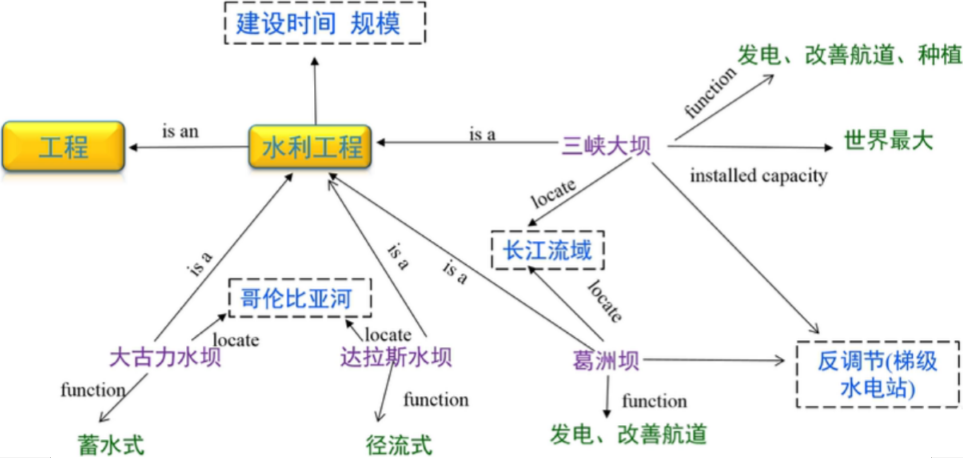 建设时间 规模
发电、改善航道、种植
function
工程
is an
水利工程
is a
三峡大坝
世界最大
installed capacity
locate
长江流域
is a
is a
is a
locate
哥伦比亚河
locate
locate
大古力水坝
达拉斯水坝
葛洲坝
反调节(梯级
水电站)
function
function
function
蓄水式
径流式
发电、改善航道